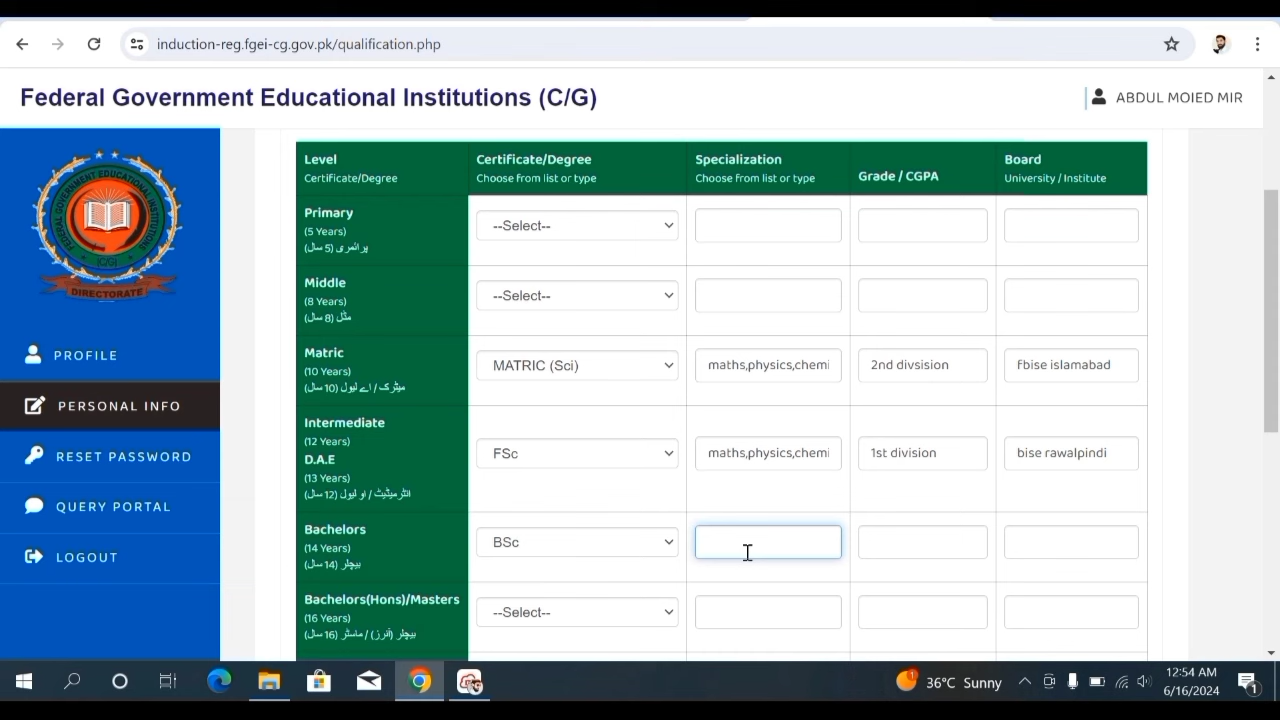 induction-reg.fgei-cg.gov.pk/qualification.php
Federal Government Educational Institutions (C/G)
ABDUL MOIED MIR
FEDERAL GOVERNMENT EDUCATIONAL INSTITUTIONS
C/G
DIRECTORATE
PROFILE
PERSONAL INFO
RESET PASSWORD
QUERY PORTAL
LOGOUT
Level
Certificate/Degree
Certificate/Degree
Choose from list or type
Specialization
Choose from list or type
Grade / CGPA
Board
University / Institute
Primary
(5 Years)
پرائمری (5 سال)
--Select--
Middle
(8 Years)
مڈل (8 سال)
--Select--
Matric
(10 Years)
میٹرک / اے لیول (10 سال)
MATRIC (Sci)
maths,physics,chemi
2nd divsision
fbise islamabad
Intermediate
(12 Years)
D.A.E
(13 Years)
انٹرمیڈیٹ / او لیول (12 سال)
FSc
maths,physics,chemi
1st division
bise rawalpindi
Bachelors
(14 Years)
بیچلر (14 سال)
BSc
Bachelors(Hons)/Masters
(16 Years)
بیچلر (آنرز) / ماسٹر (16 سال)
--Select--
36°C Sunny
12:54 AM
6/16/2024
1